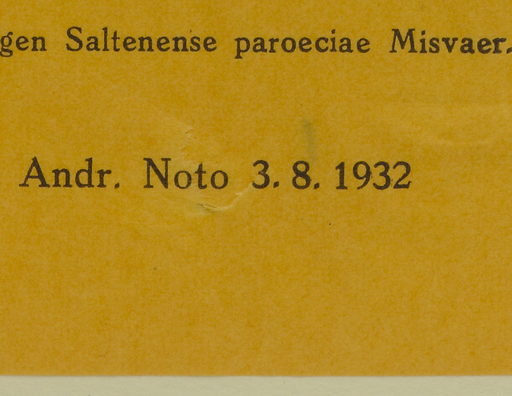 gen Saltenense paroeciae Misvaer.
Andr. Noto 3. 8. 1932